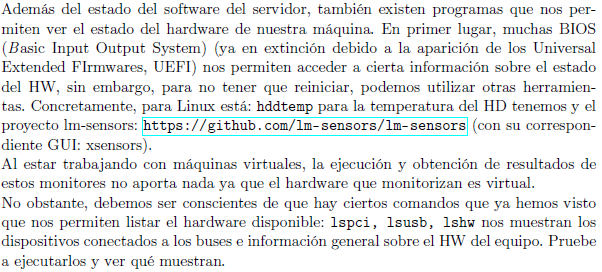 Además del estado del software del servidor, también existen programas que nos per-
miten ver el estado del hardware de nuestra máquina. En primer lugar, muchas BIOS
(Basic Input Output System) (ya en extinción debido a la aparición de los Universal
Extended FIrmwares, UEFI) nos permiten acceder a cierta información sobre el estado
del HW, sin embargo, para no tener que reiniciar, podemos utilizar otras herramien-
tas. Concretamente, para Linux está: hddtemp para la temperatura del HD tenemos y el
proyecto lm-sensors: https://github.com/lm-sensors/lm-sensors (con su correspon-
diente GUI: xsensors).
Al estar trabajando con máquinas virtuales, la ejecución y obtención de resultados de
estos monitores no aporta nada ya que el hardware que monitorizan es virtual.
No obstante, debemos ser conscientes de que hay ciertos comandos que ya hemos visto
que nos permiten listar el hardware disponible: lspci, lsusb, lshw nos muestran los
dispositivos conectados a los buses e información general sobre el HW del equipo. Pruebe
a ejecutarlos y ver qué muestran.